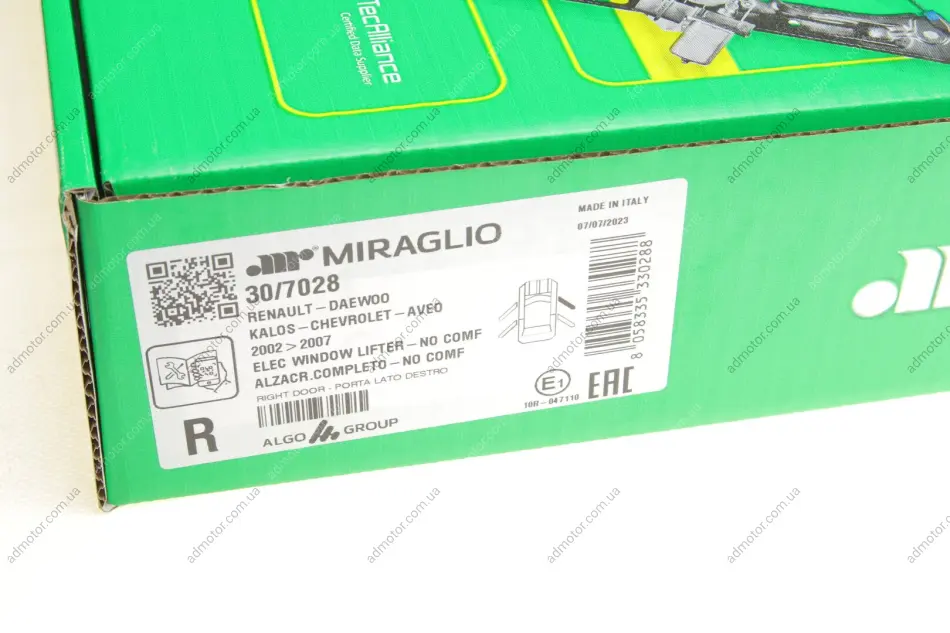 TecAlliance
Certified Data Supplier
MIRAGLIO
30/7028
RENAULT-DAEWOO
KALOS-CHEVROLET-AVEO
2002>2007
ELEC WINDOW LIFTER-NO COMF
ALZACR.COMPLETO-NO COMF
RIGHT DOOR - PORTA LATO DESTRO
R
ALGO GROUP
MADE IN ITALY
07/07/2023
8 058335 330288
E1
10R-047110
EAC
admotor.com.ua